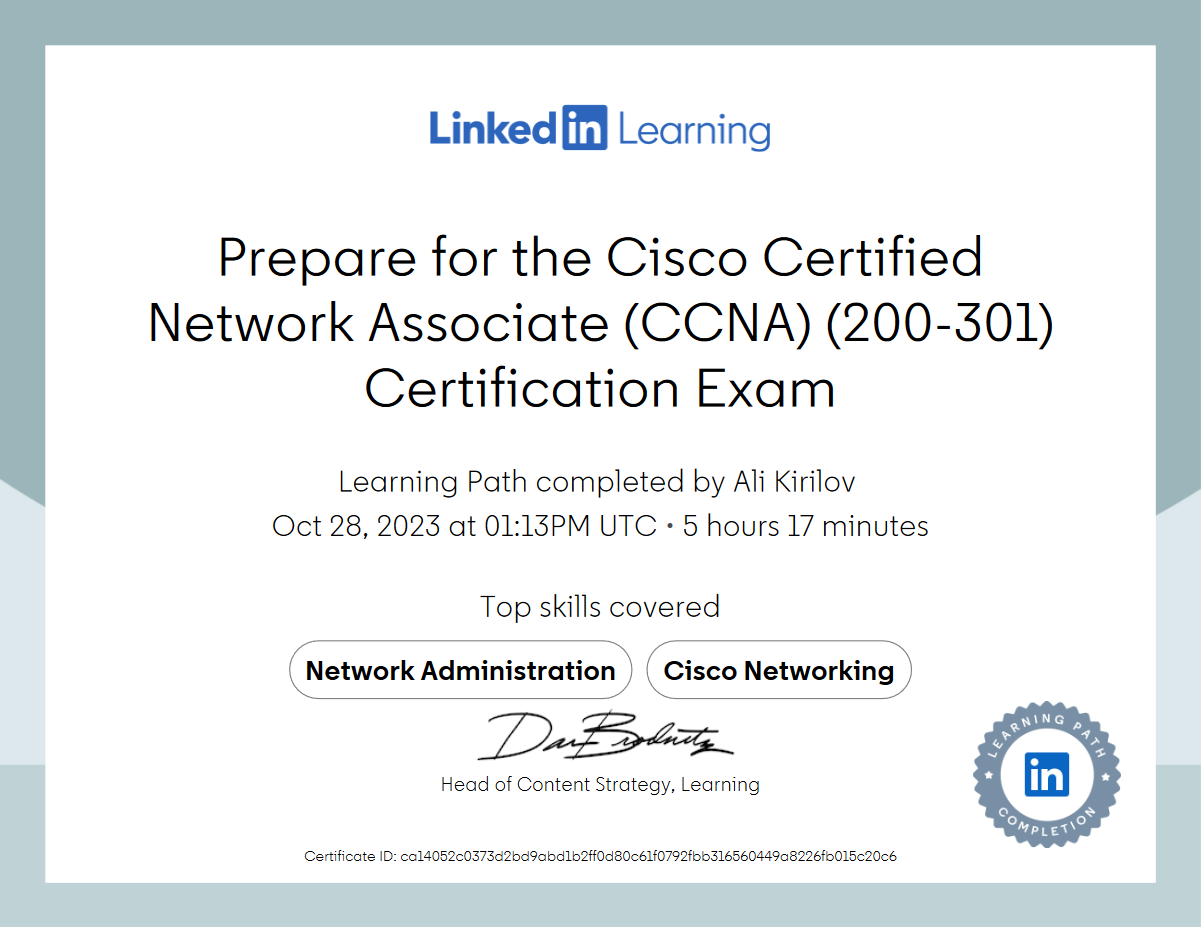 Linkedin Learning
Prepare for the Cisco Certified
Network Associate (CCNA) (200-301)
Certification Exam
Learning Path completed by Ali Kirilov
Oct 28, 2023 at 01:13PM UTC • 5 hours 17 minutes
Top skills covered
Network Administration Cisco Networking
Dan Brodnitz
Head of Content Strategy, Learning
LEARNING PATH
in
COMPLETION
Certificate ID: ca14052c0373d2bd9abd1b2ff0d80c61f0792fbb316560449a8226fb015c20c6